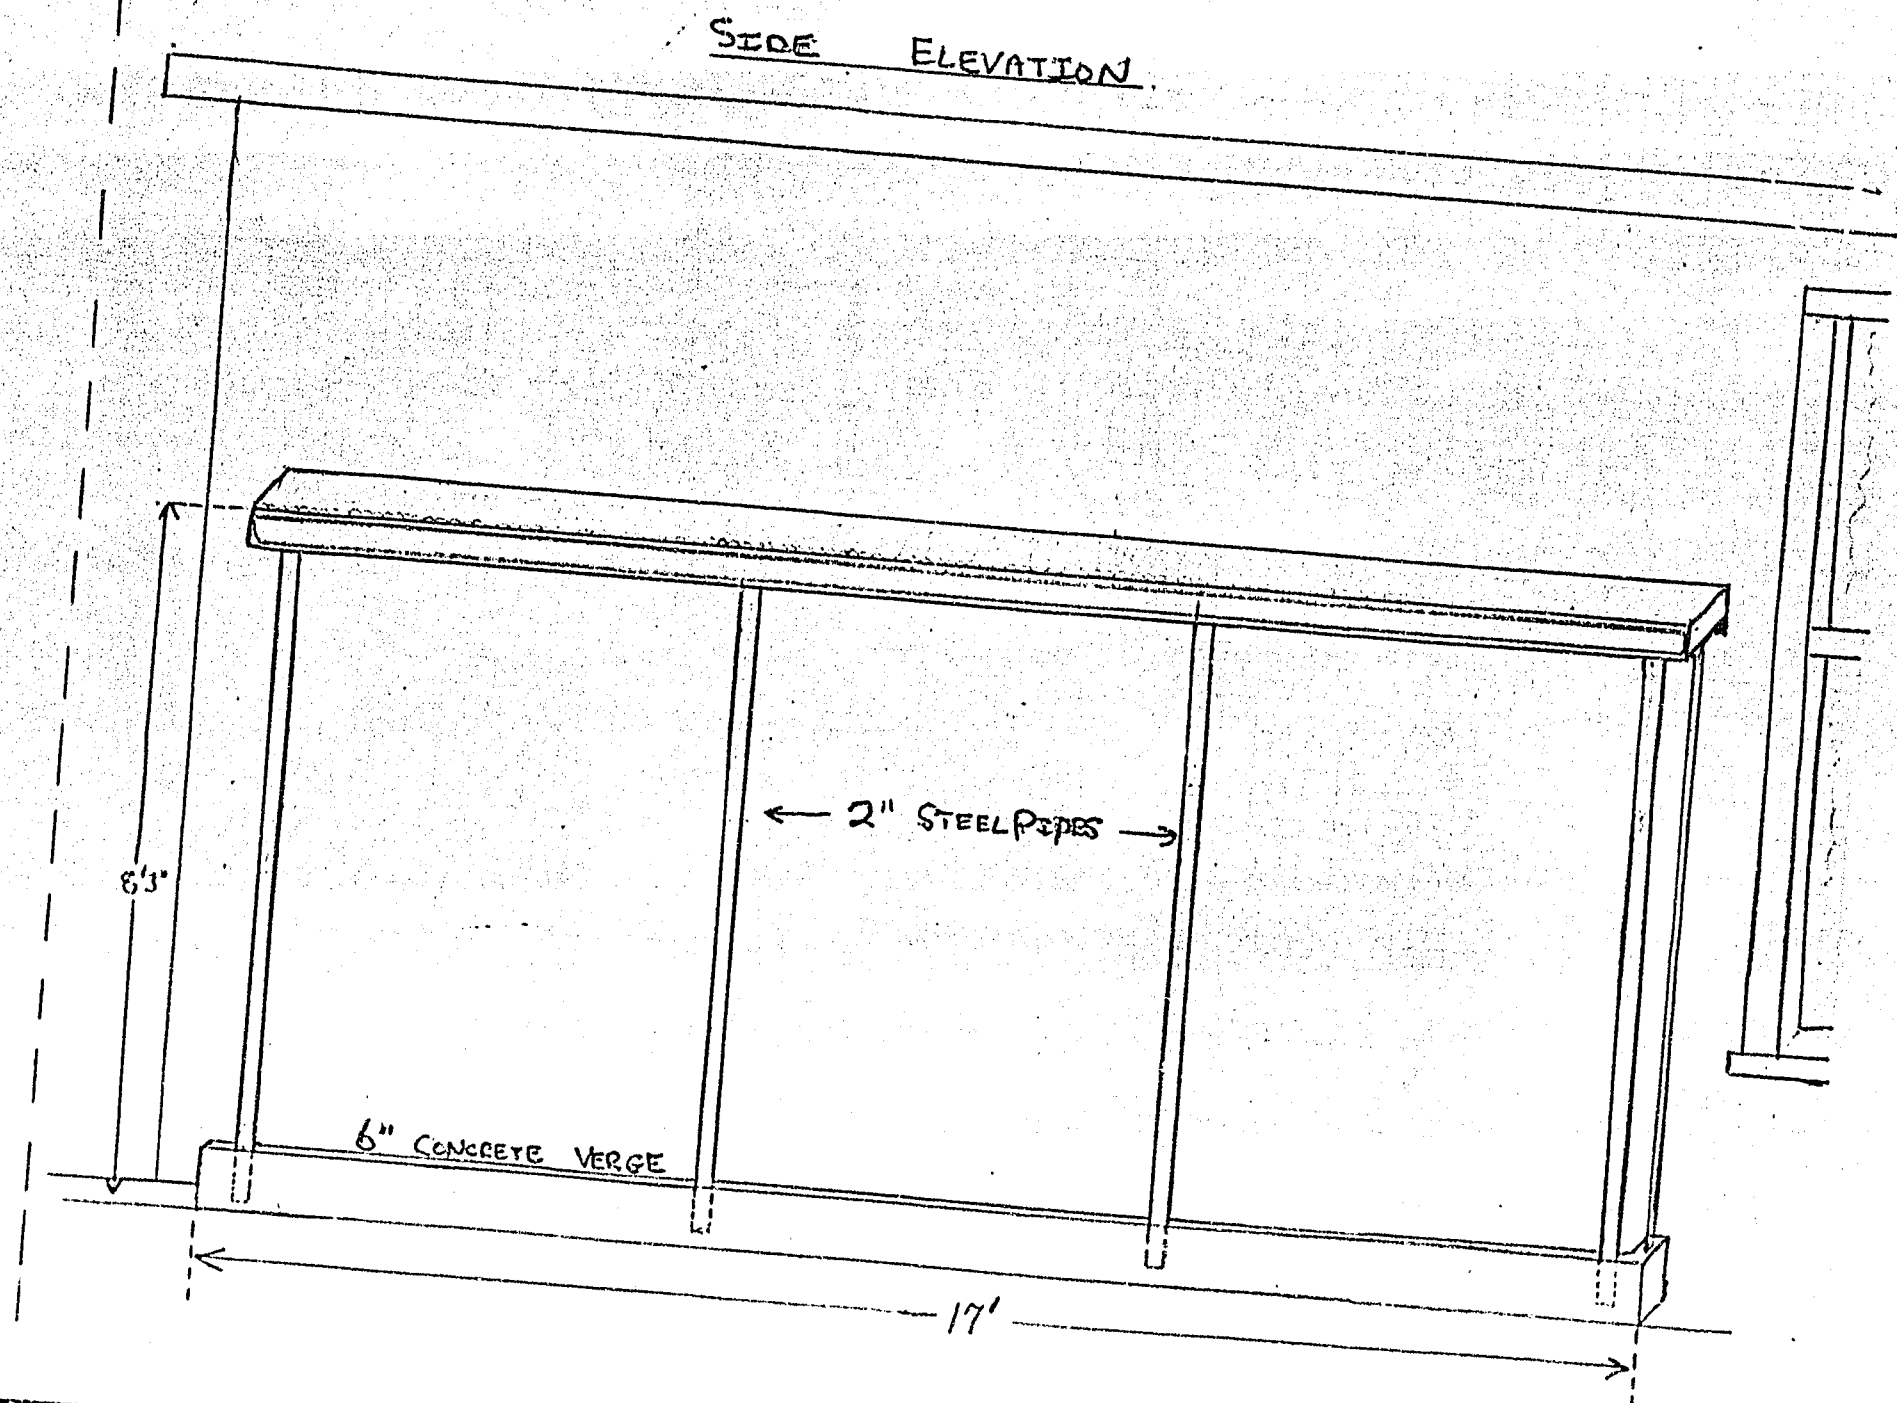 SIDE ELEVATION
2" STEEL PIPES
8'3"
6" CONCRETE VERGE
17'